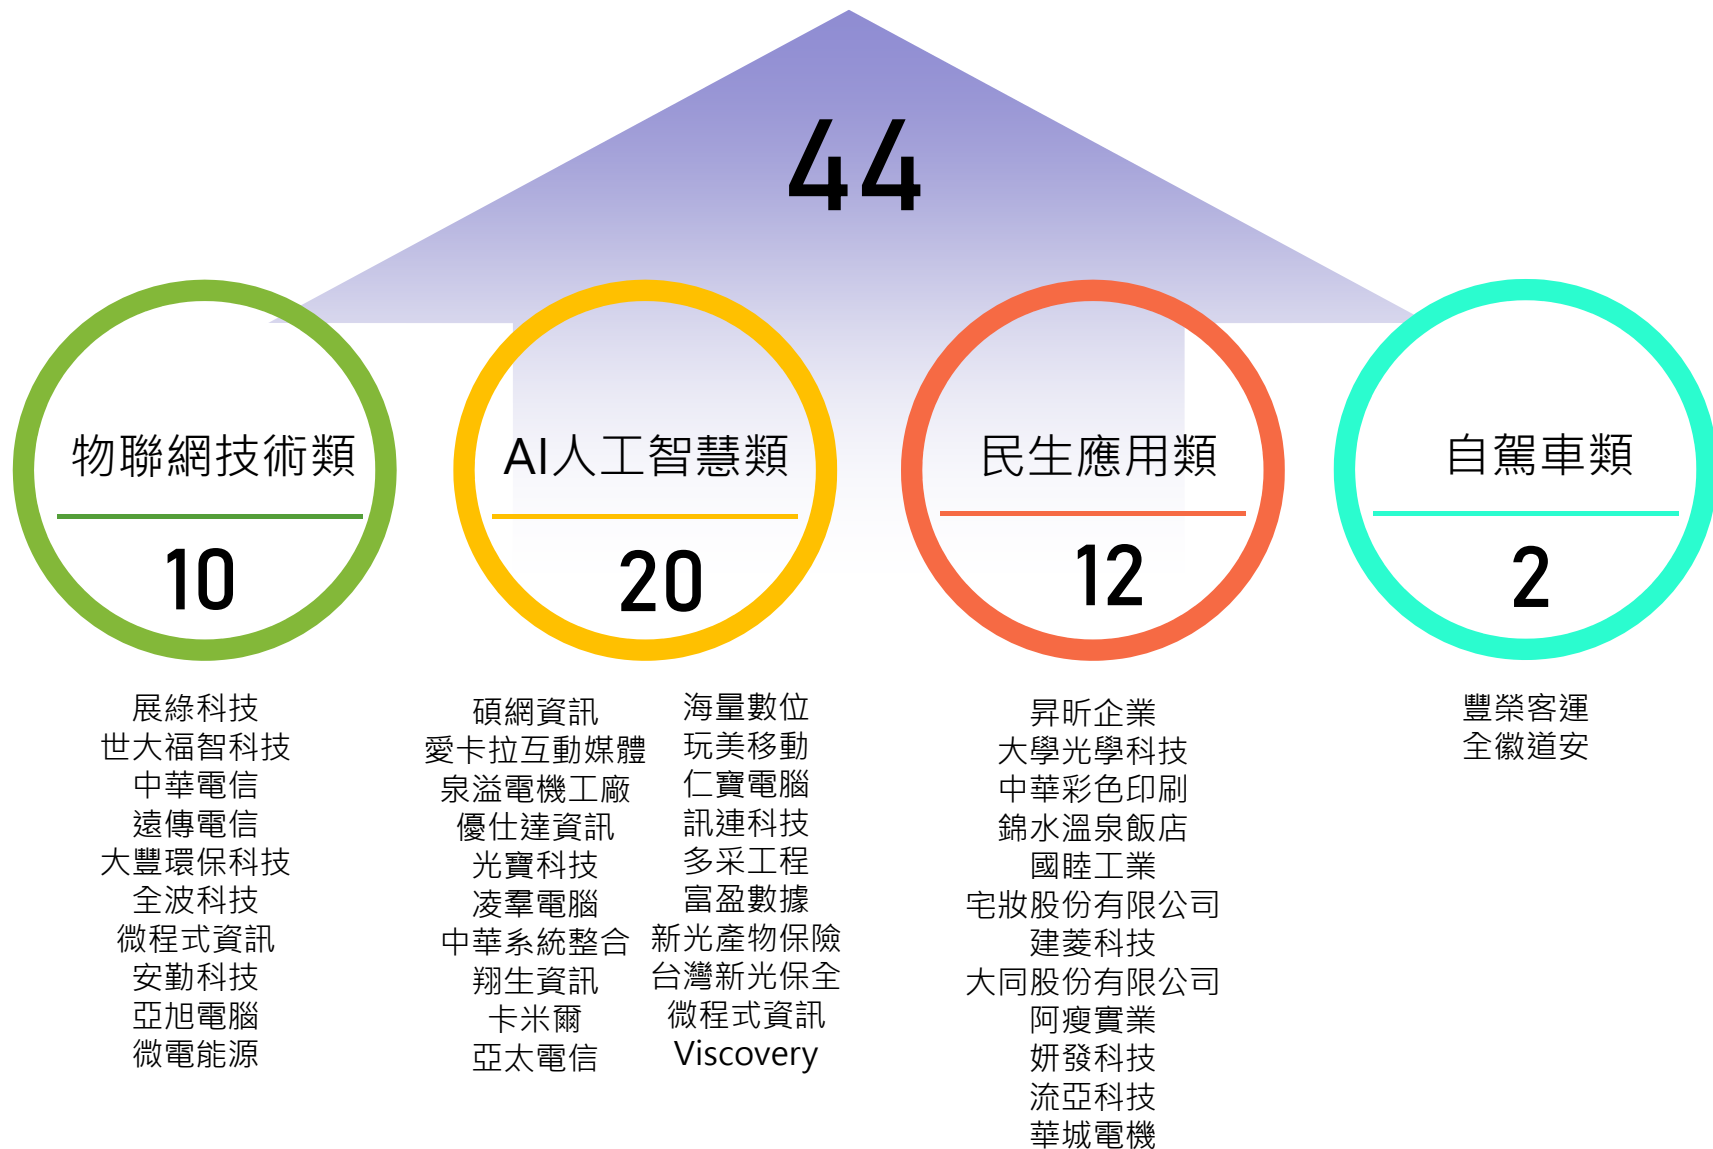 44
物聯網技術類
10
展綠科技
世大福智科技
中華電信
遠傳電信
大豐環保科技
全波科技
微程式資訊
安勤科技
亞旭電腦
微電能源
AI人工智慧類
20
碩網資訊
愛卡拉互動媒體
泉溢電機工廠
優仕達資訊
光寶科技
凌羣電腦
中華系統整合
翔生資訊
卡米爾
亞太電信
海量數位
玩美移動
仁寶電腦
訊連科技
多采工程
富盈數據
新光產物保險
台灣新光保全
微程式資訊
Viscovery
民生應用類
12
昇昕企業
大學光學科技
中華彩色印刷
錦水溫泉飯店
國睦工業
宅妝股份有限公司
建菱科技
大同股份有限公司
阿瘦實業
妍發科技
流亞科技
華城電機
自駕車類
2
豐榮客運
全徽道安